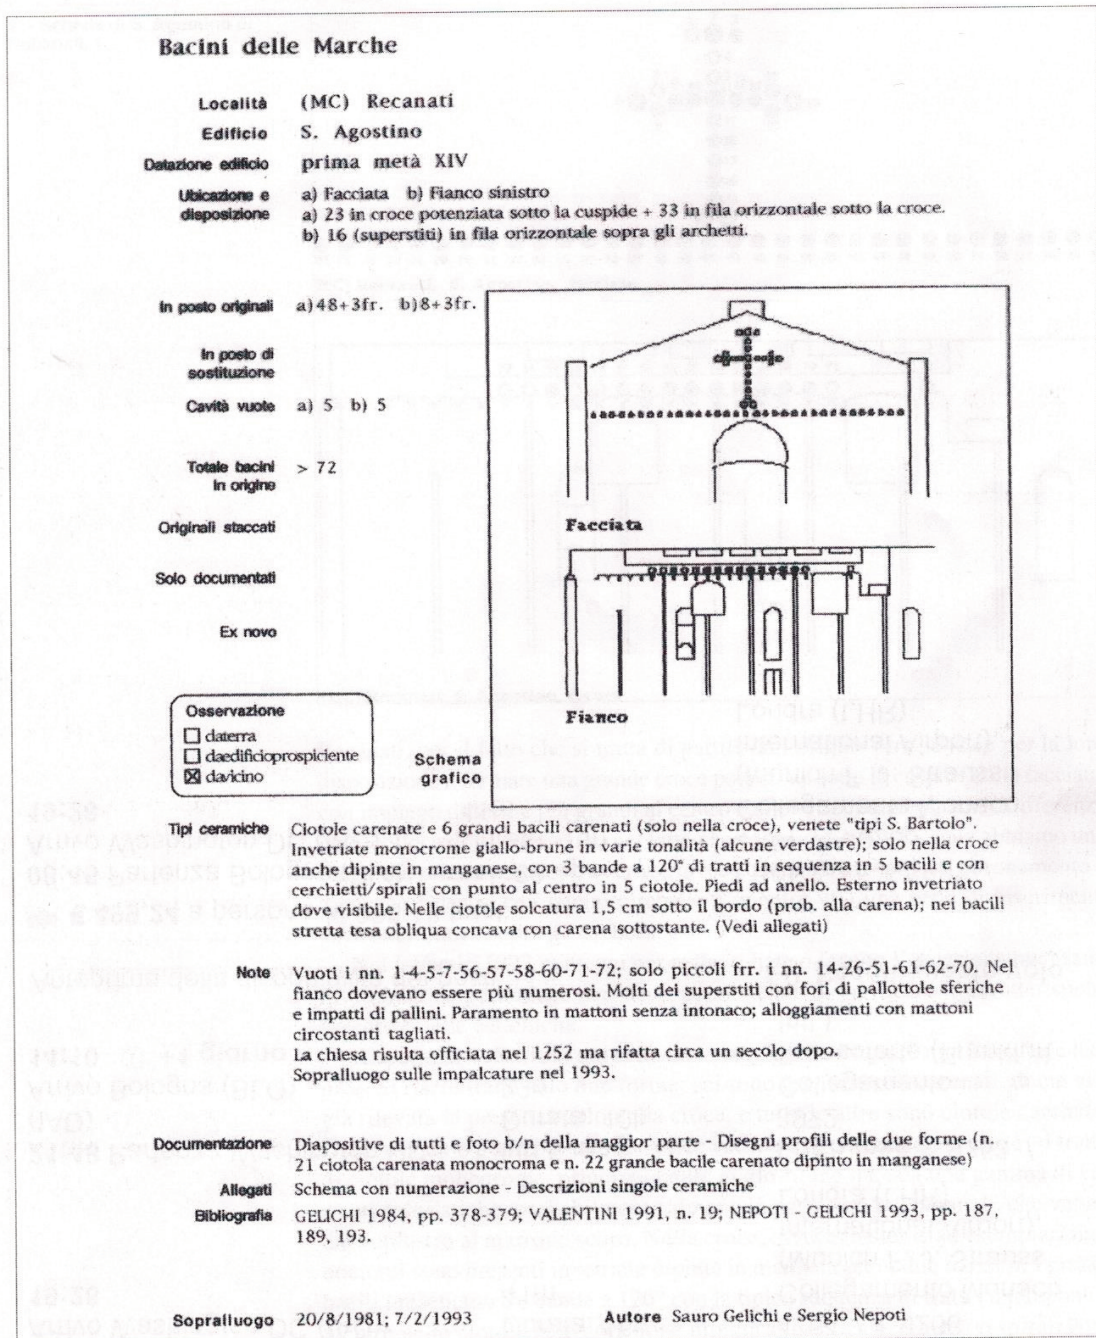 Bacini delle Marche
Località (MC) Recanati
Edificio S. Agostino
Datazione edificio prima metà XIV
Ubicazione e disposizione a) Facciata b) Fianco sinistro
a) 23 in croce potenziata sotto la cuspide + 33 in fila orizzontale sotto la croce.
b) 16 (superstiti) in fila orizzontale sopra gli archetti.
In posto originali a) 48+3fr. b) 8+3fr.
In posto di sostituzione
Cavità vuote a) 5 b) 5
Totale bacini in origine > 72
Originali staccati
Solo documentati
Ex novo
Facciata
Fianco
Osservazione
daterra
daedificioprospiciente
davicino
Schema grafico
Tipi ceramiche Ciotole carenate e 6 grandi bacili carenati (solo nella croce), venete "tipi S. Bartolo".
Invetriate monocrome giallo-brune in varie tonalità (alcune verdastre); solo nella croce
anche dipinte in manganese, con 3 bande a 120° di tratti in sequenza in 5 bacili e con
cerchietti/spirali con punto al centro in 5 ciotole. Piedi ad anello. Esterno invetriato
dove visibile. Nelle ciotole solcatura 1,5 cm sotto il bordo (prob. alla carena); nei bacili
stretta tesa obliqua concava con carena sottostante. (Vedi allegati)
Note Vuoti i nn. 1-4-5-7-56-57-58-60-71-72; solo piccoli frr. i nn. 14-26-51-61-62-70. Nel
fianco dovevano essere più numerosi. Molti dei superstiti con fori di pallottole sferiche
e impatti di pallini. Paramento in mattoni senza intonaco; alloggiamenti con mattoni
circostanti tagliati.
La chiesa risulta officiata nel 1252 ma rifatta circa un secolo dopo.
Sopralluogo sulle impalcature nel 1993.
Documentazione Diapositive di tutti e foto b/n della maggior parte - Disegni profili delle due forme (n.
21 ciotola carenata monocroma e n. 22 grande bacile carenato dipinto in manganese)
Allegati Schema con numerazione - Descrizioni singole ceramiche
Bibliografia GELICHI 1984, pp. 378-379; VALENTINI 1991, n. 19; NEPOTI - GELICHI 1993, pp. 187,
189, 193.
Sopralluogo 20/8/1981; 7/2/1993 Autore Sauro Gelichi e Sergio Nepoti